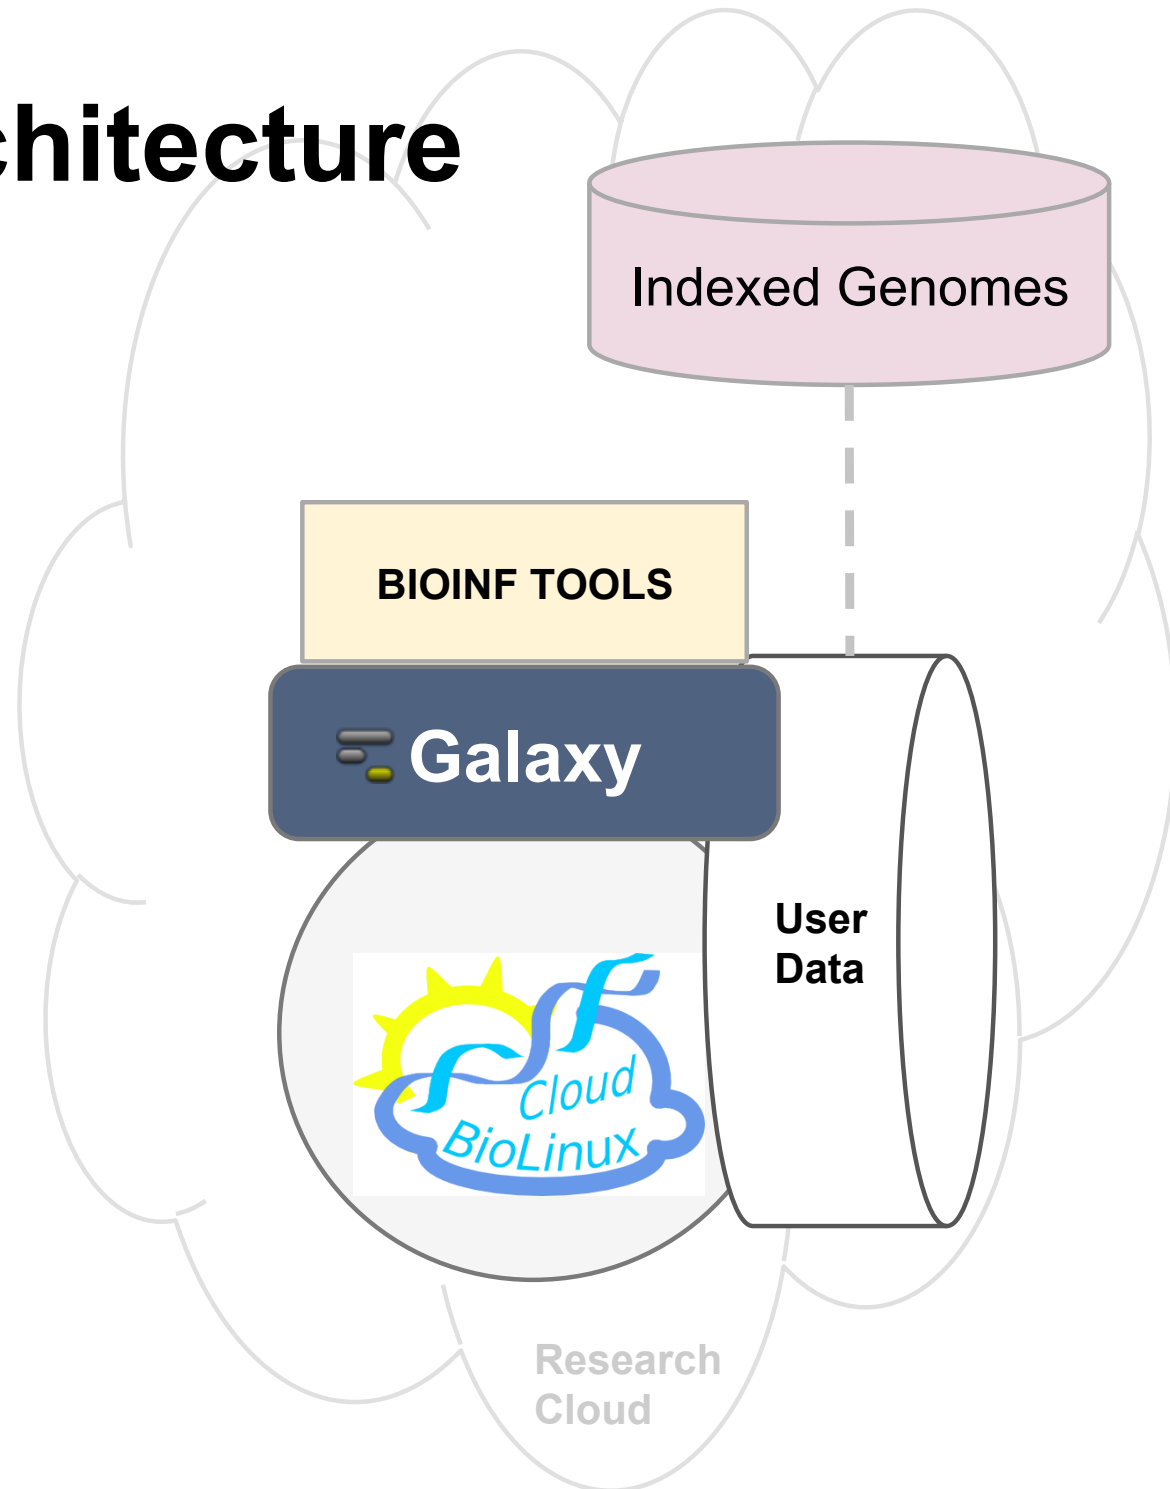 chitecture
Indexed Genomes
BIOINF TOOLS
Galaxy
User
Data
Cloud
BioLinux
Research
Cloud